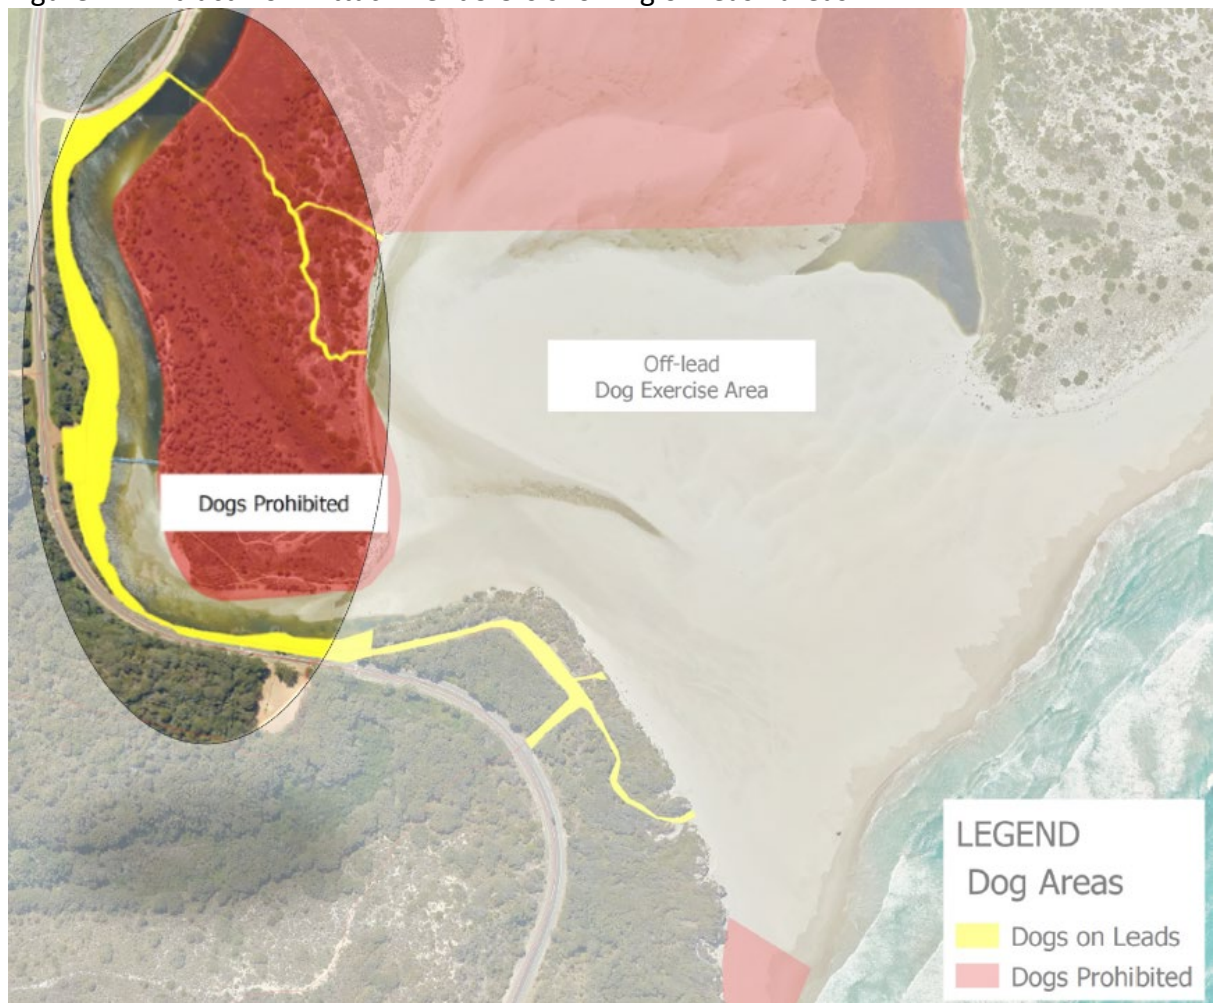 Off-lead
Dog Exercise Area
Dogs Prohibited
LEGEND
Dog Areas
Dogs on Leads
Dogs Prohibited